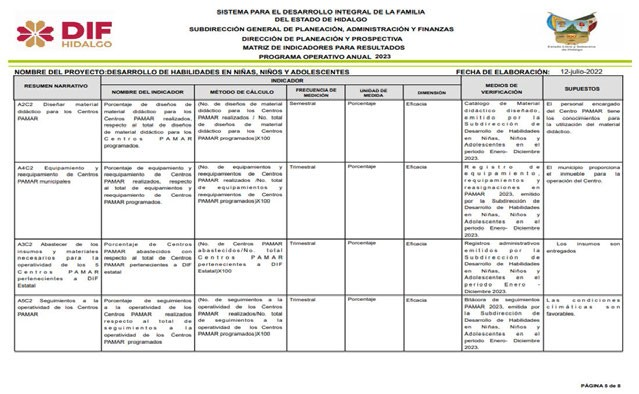 DIF
HIDALGO
SISTEMA PARA EL DESARROLLO INTEGRAL DE LA FAMILIA
DEL ESTADO DE HIDALGO
SUBDIRECCIÓN GENERAL DE PLANEACIÓN, ADMINISTRACIÓN Y FINANZAS
DIRECCIÓN DE PLANEACIÓN Y PROSPECTIVA
MATRIZ DE INDICADORES PARA RESULTADOS
PROGRAMA OPERATIVO ANUAL 2023
NOMBRE DEL PROYECTO:DESARROLLO DE HABILIDADES EN NIÑAS, NIÑOS Y ADOLESCENTES
FECHA DE ELABORACIÓN: 12-julio-2022
RESUMEN NARRATIVO
INDICADOR
NOMBRE DEL INDICADOR
MÉTODO DE CÁLCULO
FRECUENCIA DE
MEDICIÓN
UNIDAD DE
MEDIDA
DIMENSIÓN
MEDIOS DE
VERIFICACIÓN
SUPUESTOS
A2C2 Diseñar material
didáctico para los Centros
PAMAR
Porcentaje de diseños de
material didáctico para los
Centros PAMAR realizados,
respecto al total de diseños
de material didáctico para los
Centros PAMAR
programados.
(No. de diseños de material
didáctico para los Centros
PAMAR realizados / No. total
de diseños de material
didáctico para los Centros
PAMAR programados)X100
Semestral
Porcentaje
Eficacia
Catálogo de Material
didáctico diseñado,
emitido por la
Subdirección de
Desarrollo de Habilidades
en Niñas, Niños y
Adolescentes en el
periodo Enero- Diciembre
2023.
El personal encargado
del Centro PAMAR tiene
los conocimientos para
la utilización del material
didáctico.
A4C2 Equipamiento y
reequipamiento de Centros
PAMAR municipales
Porcentaje de equipamiento y
reequipamiento de Centros
PAMAR realizados, respecto
al total de equipamientos y
reequipamientos de Centros
PAMAR programados.
(No. de equipamientos y
reequipamientos de Centros
PAMAR realizados /No. total
de equipamientos y
reequipamientos de Centros
PAMAR programados)X100
Trimestral
Porcentaje
Eficacia
Registro de
equipamiento,
requipamientos y
reasignaciones en
PAMAR 2023, emitido
por la Subdirección de
Desarrollo de Habilidades
en Niñas, Niños y
Adolescentes en el
periodo Enero- Diciembre
2023.
El municipio proporciona
el inmueble para la
operación del Centro.
A3C2 Abastecer de los
insumos y materiales
necesarios para la
operatividad de los 5
Centros PAMAR
pertenecientes a DIF
Estatal
Porcentaje de Centros
PAMAR abastecidos con
respecto al total de Centros
PAMAR pertenecientes a DIF
estatal
(No. de Centros PAMAR
abastecidos/No. total
Centros PAMAR
pertenecientes a DIF
Estatal)X100
Trimestral
Porcentaje
Eficacia
Registros administrativos
emitidos por la
Subdirección de
Desarrollo de Habilidades
en Niñas, Niños y
Adolescentes en el
periodo Enero -
Diciembre 2023.
Los insumos son
entregados
A5C2 Seguimientos a la
operatividad de los Centros
PAMAR
Porcentaje de seguimientos
a la operatividad de los
Centros PAMAR realizados
respecto al total de
seguimientos a la
operatividad de los Centros
PAMAR programados
(No. de seguimientos a la
operatividad de los Centros
PAMAR realizados/No. total
de seguimientos a la
operatividad de los Centros
PAMAR programados)X100
Trimestral
Porcentaje
Eficacia
Bitácora de seguimientos
PAMAR 2023, emitida por
la Subdirección de
Desarrollo de Habilidades
en Niñas, Niños y
Adolescentes en el
periodo Enero- Diciembre
2023.
Las condiciones
climáticas son
favorables.
PÁGINA 5 de 8